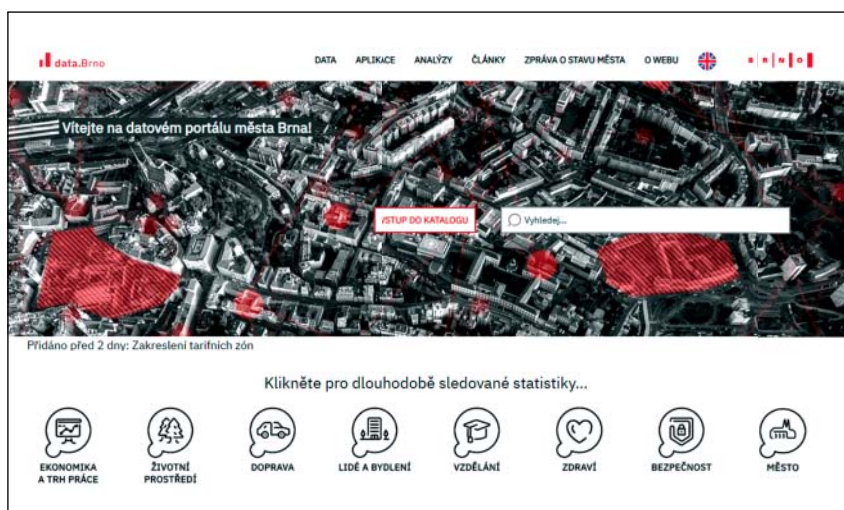 data.Brno
DATA APLIKACE ANALÝZY ČLÁNKY ZPRÁVA O STAVU MĚSTA O WEBU
B R N O
Vítejte na datovém portálu města Brna!
VSTUP DO KATALOGU
Vyhledej...
Přidáno před 2 dny: Zakreslení tarifních zón
Klikněte pro dlouhodobě sledované statistiky...
EKONOMIKA
A TRH PRÁCE
ŽIVOTNÍ
PROSTŘEDÍ
DOPRAVA
LIDÉ A BYDLENÍ
VZDĚLÁNÍ
ZDRAVÍ
BEZPEČNOST
MĚSTO